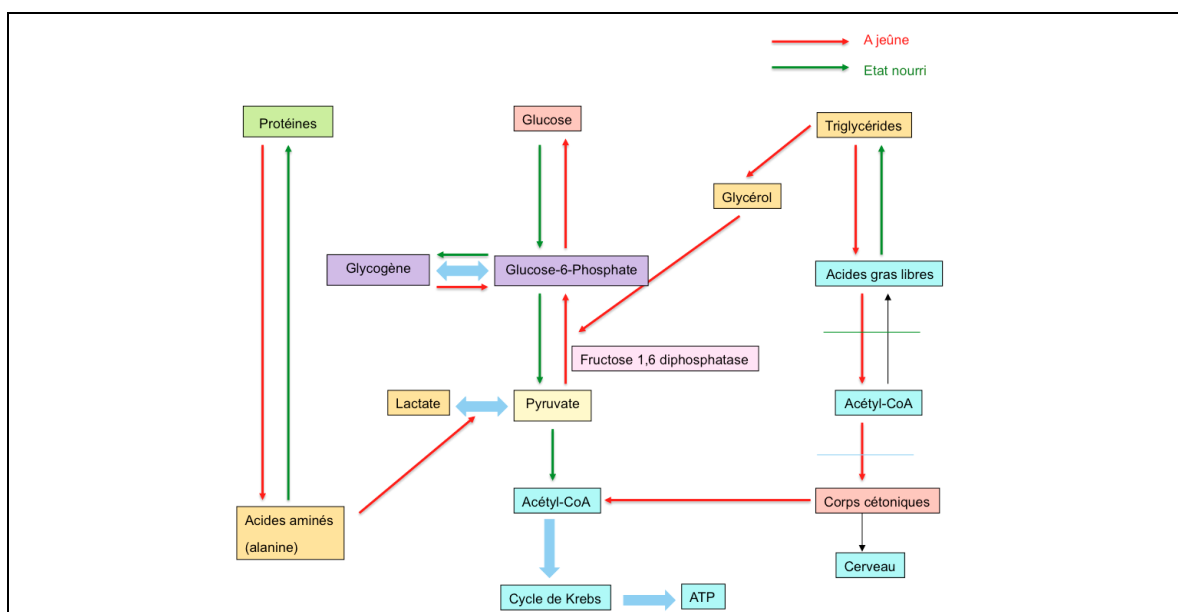 A jeûne
Etat nourri
Protéines
Glucose
Triglycérides
Glycérol
Glycogène
Glucose-6-Phosphate
Acides gras libres
Fructose 1,6 diphosphatase
Lactate
Pyruvate
Acétyl-CoA
Acides aminés
(alanine)
Acétyl-CoA
Corps cétoniques
Cerveau
Cycle de Krebs
ATP